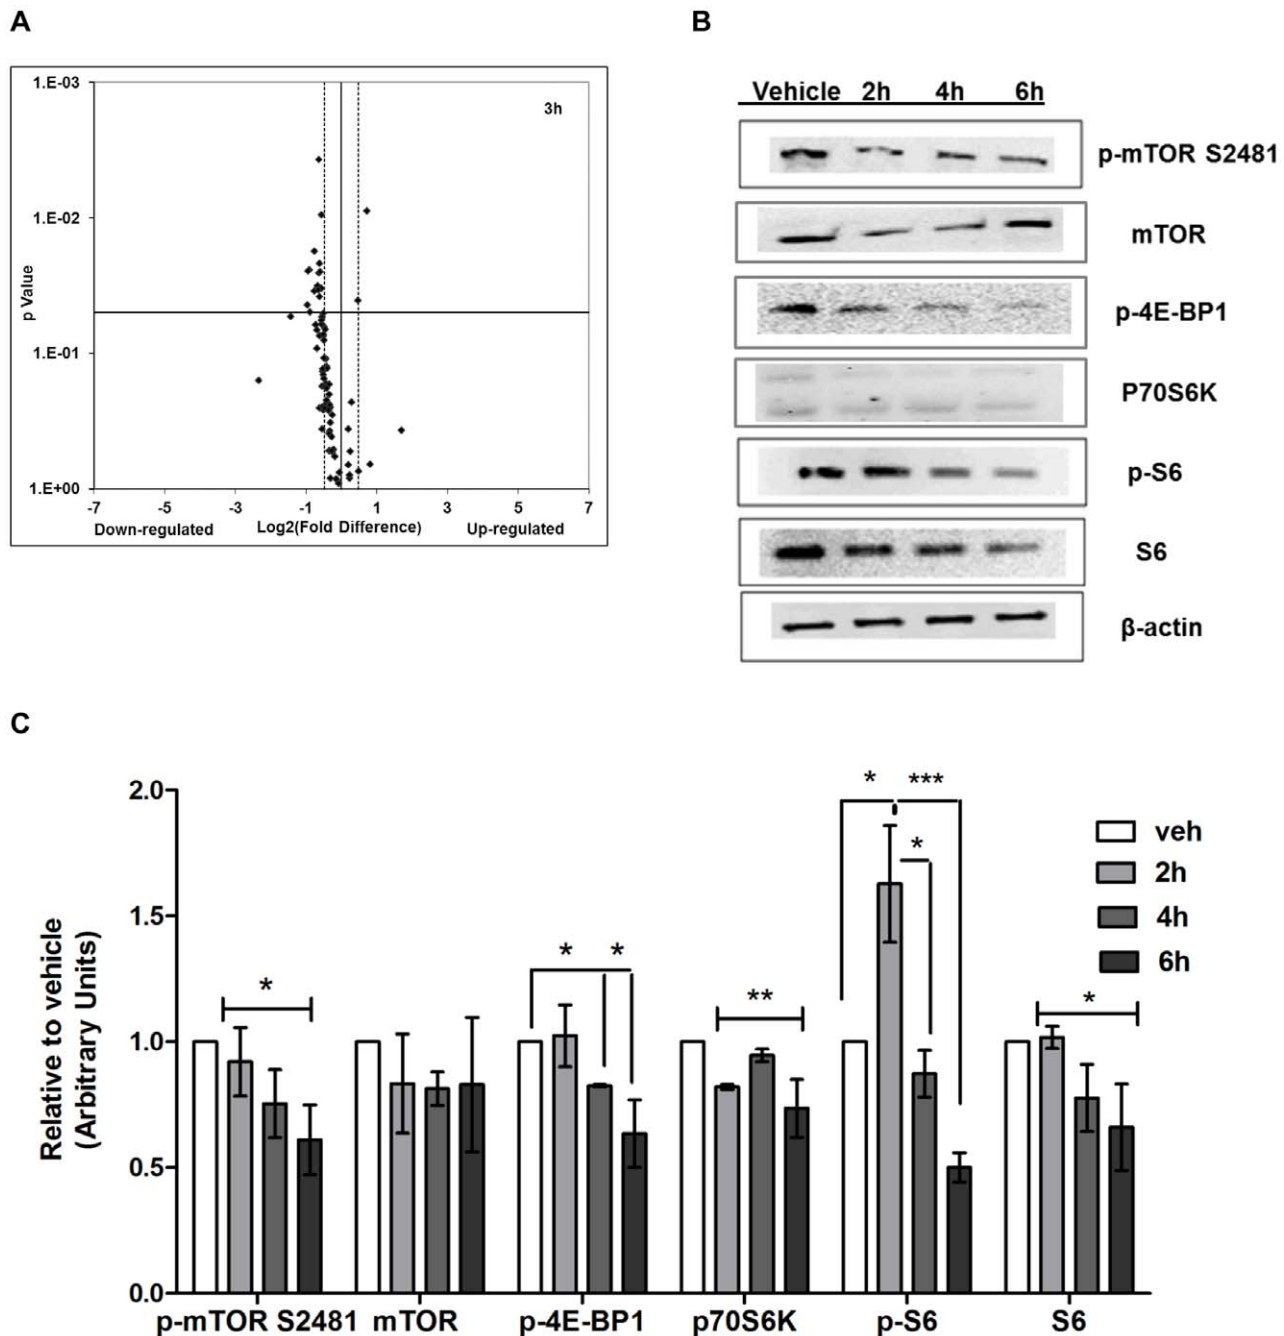 A
B
1.E-03
3h
1.E-02
p Value
1.E-01
1.E+00
-7 -5 -3 -1 1 3 5 7
Down-regulated Log2(Fold Difference) Up-regulated
Vehicle 2h 4h 6h
p-mTOR S2481
mTOR
p-4E-BP1
P70S6K
p-S6
S6
β-actin
C
2.0
1.5
1.0
0.5
0.0
Relative to vehicle
(Arbitrary Units)
* ***
*
* *
*
**
*
veh
2h
4h
6h
p-mTOR S2481 mTOR p-4E-BP1 p70S6K p-S6 S6